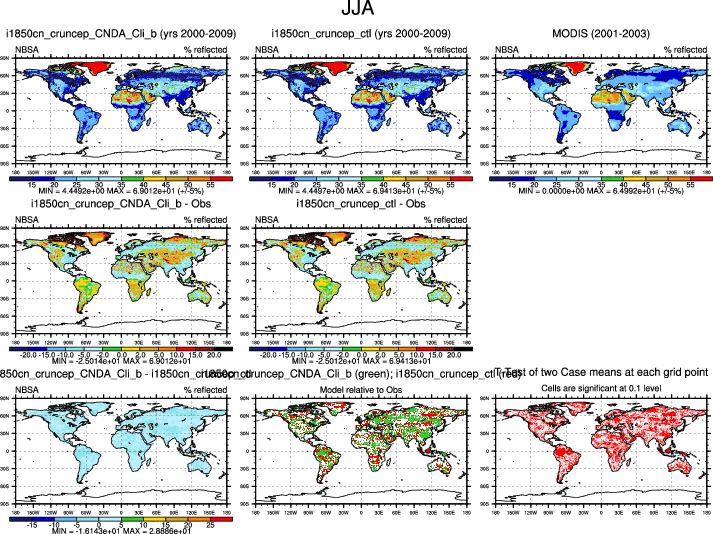 JJA
i1850cn_cruncep_CNDA_Cli_b (yrs 2000-2009)
i1850cn_cruncep_ctl (yrs 2000-2009)
MODIS (2001-2003)
NBSA % reflected
NBSA % reflected
NBSA % reflected
90N
60N
30N
0
30S
60S
90S
90N
60N
30N
0
30S
60S
90S
90N
60N
30N
0
30S
60S
90S
180 150W 120W 90W 60W 30W 0 30E 60E 90E 120E 150E 180
180 150W 120W 90W 60W 30W 0 30E 60E 90E 120E 150E 180
180 150W 120W 90W 60W 30W 0 30E 60E 90E 120E 150E 180
15 20 25 30 35 40 45 50 55
15 20 25 30 35 40 45 50 55
15 20 25 30 35 40 45 50 55
MIN = 4.4492e+00 MAX = 6.9012e+01 (+/-5%)
MIN = 4.4497e+00 MAX = 6.9413e+01 (+/-5%)
MIN = 0.0000e+00 MAX = 6.4992e+01 (+/-5%)
i1850cn_cruncep_CNDA_Cli_b - Obs
i1850cn_cruncep_ctl - Obs
NBSA % reflected
NBSA % reflected
90N
60N
30N
0
30S
60S
90S
90N
60N
30N
0
30S
60S
90S
180 150W 120W 90W 60W 30W 0 30E 60E 90E 120E 150E 180
180 150W 120W 90W 60W 30W 0 30E 60E 90E 120E 150E 180
-20.0 -15.0 -10.0 -5.0 0.0 2.0 5.0 10.0 15.0 20.0
-20.0 -15.0 -10.0 -5.0 0.0 2.0 5.0 10.0 15.0 20.0
MIN = -2.5014e+01 MAX = 6.9012e+01
MIN = -2.5012e+01 MAX = 6.9413e+01
850cn_cruncep_CNDA_Cli_b - i1850cn_cruncep_ctl
cruncep_CNDA_Cli_b (green); i1850cn_cruncep_ctl (red)
T-Test of two Case means at each grid point
NBSA % reflected
Model relative to Obs
Cells are significant at 0.1 level
90N
60N
30N
0
30S
60S
90S
90N
60N
30N
0
30S
60S
90S
90N
60N
30N
0
30S
60S
90S
180 150W 120W 90W 60W 30W 0 30E 60E 90E 120E 150E 180
180 150W 120W 90W 60W 30W 0 30E 60E 90E 120E 150E 180
180 150W 120W 90W 60W 30W 0 30E 60E 90E 120E 150E 180
-15 -10 -5 0 5 10 15 20 25
MIN = -1.6143e+01 MAX = 2.8886e+01